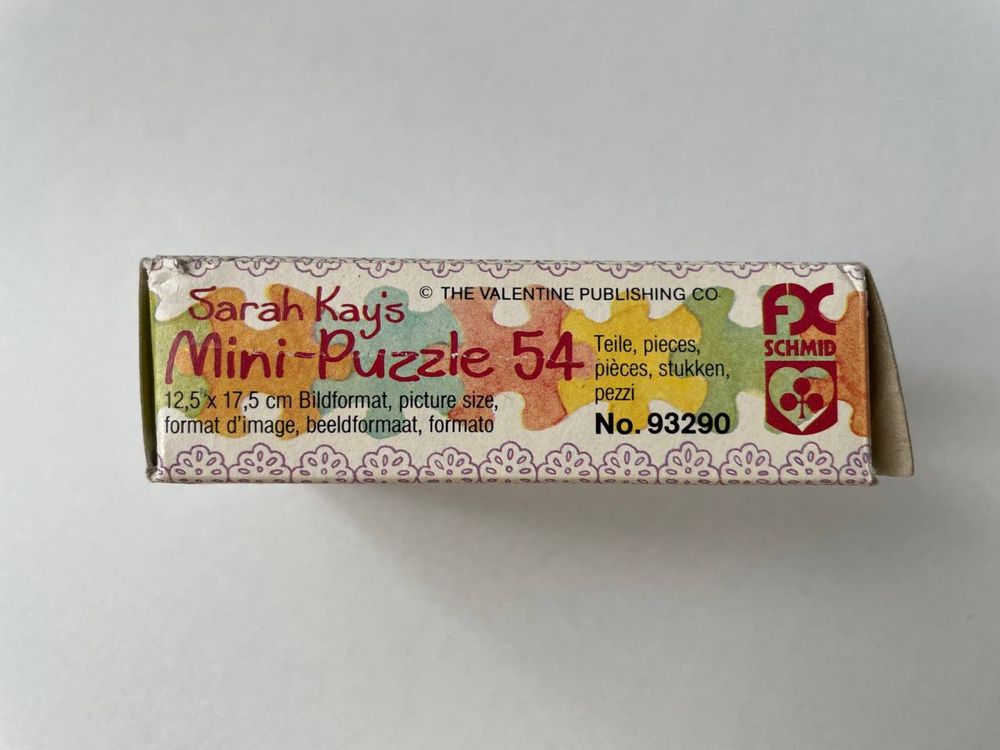 Sarah Kay's
© THE VALENTINE PUBLISHING CO.
Mini-Puzzle 54
Teile, pieces,
pièces, stukken,
pezzi
12,5 x 17,5 cm Bildformat, picture size,
format d'image, beeldformaat, formato
No. 93290
FX
SCHMID